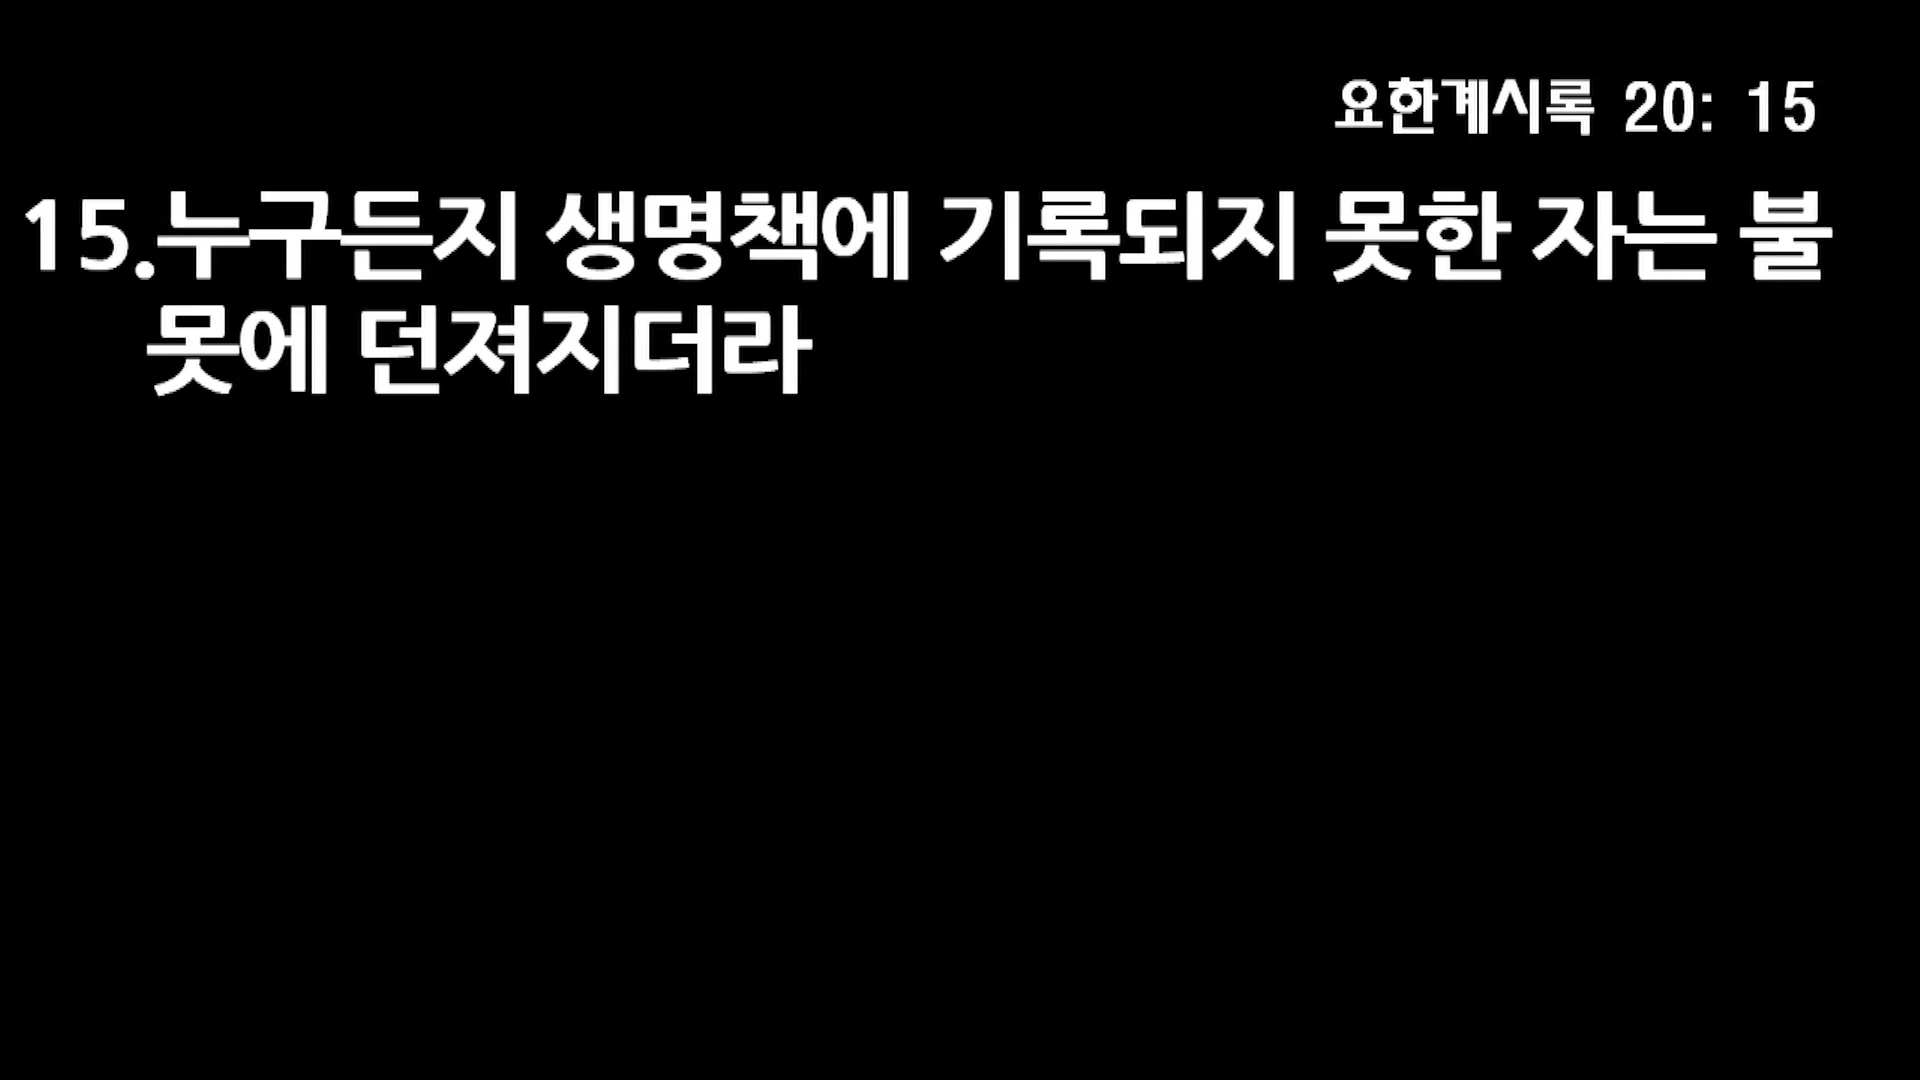 요한계시록 20: 15
15.누구든지 생명책에 기록되지 못한 자는 불
못에 던져지더라